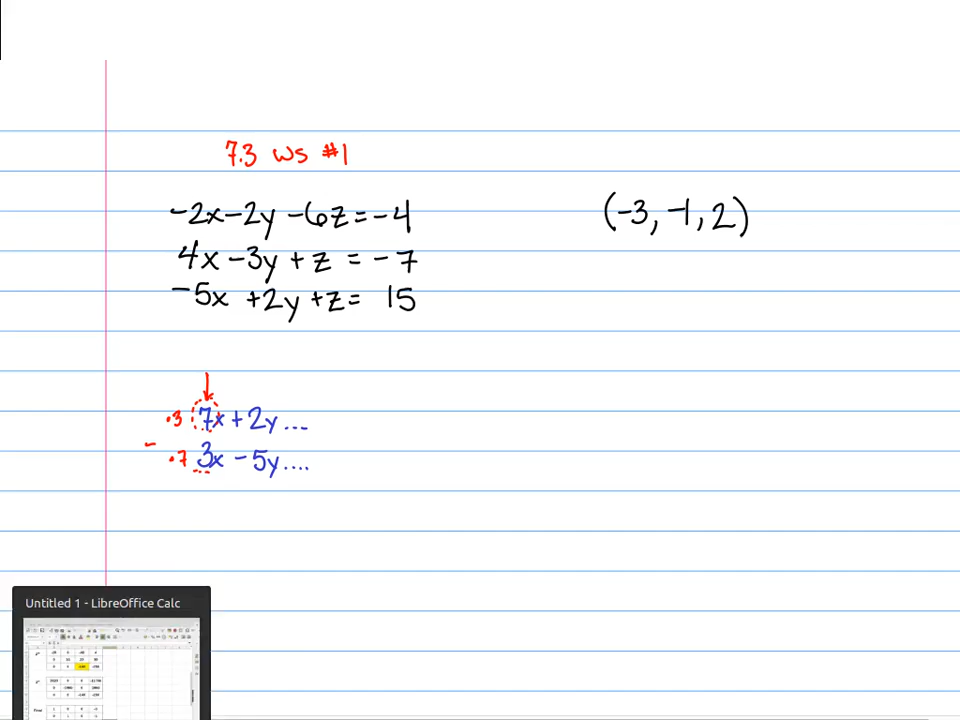 7.3 ws #1
-2x-2y-6z=-4
(-3,-1,2)
4x-3y+z=-7
-5x+2y+z=15
•3 7x+2y...
-
•7 3x-5y....
Untitled 1 - LibreOffice Calc